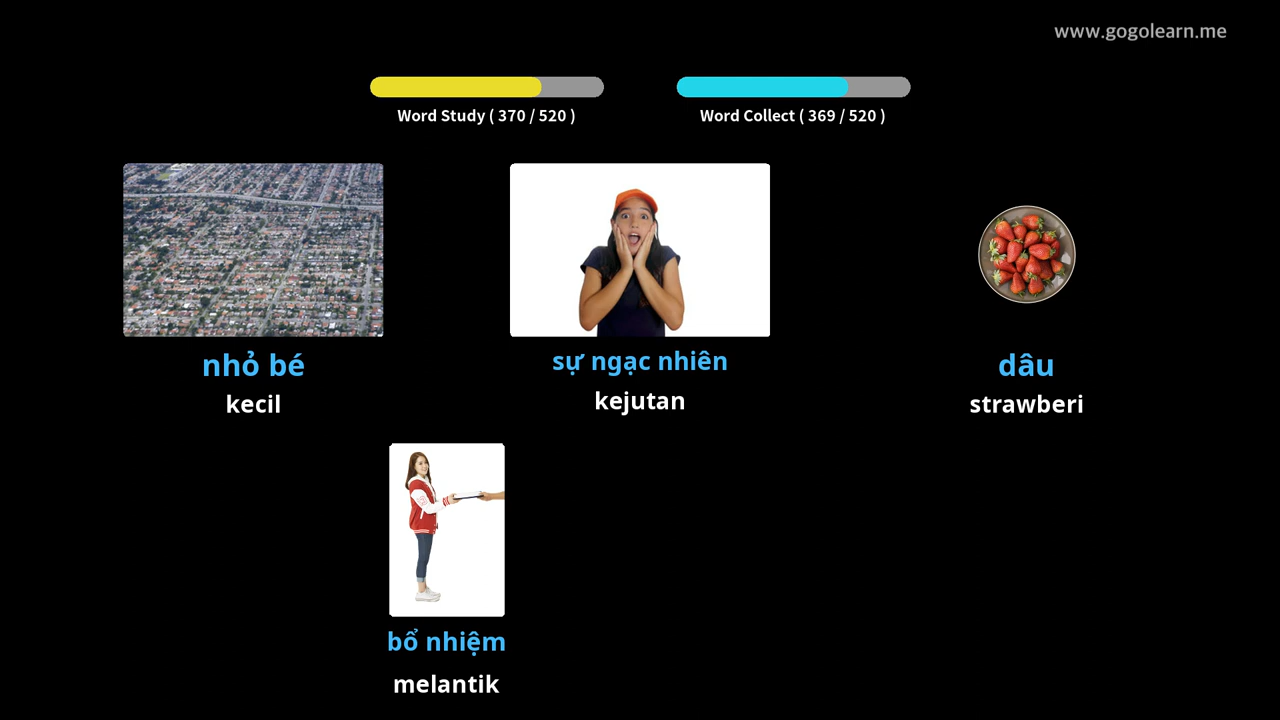 www.gogolearn.me
Word Study ( 370 / 520 )
Word Collect ( 369 / 520 )
nhỏ bé
kecil
sự ngạc nhiên
kejutan
dâu
strawberi
bổ nhiệm
melantik